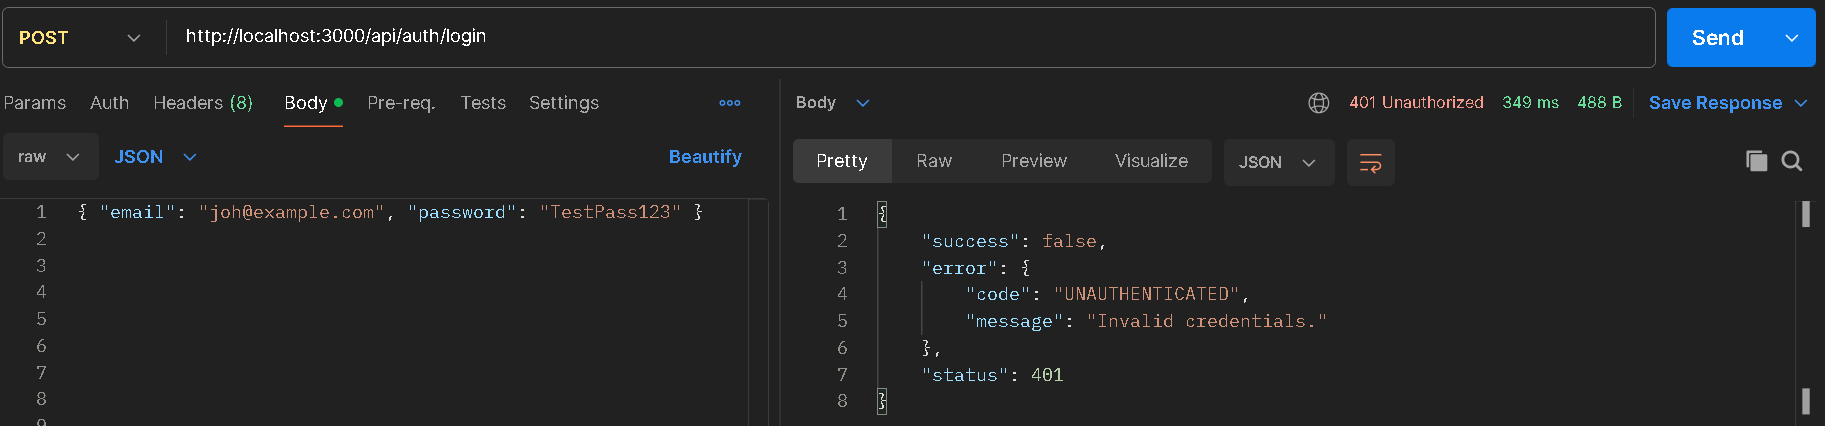 POST http://localhost:3000/api/auth/login Send
Params Auth Headers (8) Body Pre-req. Tests Settings
raw JSON Beautify
1 { "email": "joh@example.com", "password": "TestPass123" }
2
3
4
5
6
7
8
9
Body 401 Unauthorized 349 ms 488 B Save Response
Pretty Raw Preview Visualize JSON
1 {
2 "success": false,
3 "error": {
4 "code": "UNAUTHENTICATED",
5 "message": "Invalid credentials."
6 },
7 "status": 401
8 }